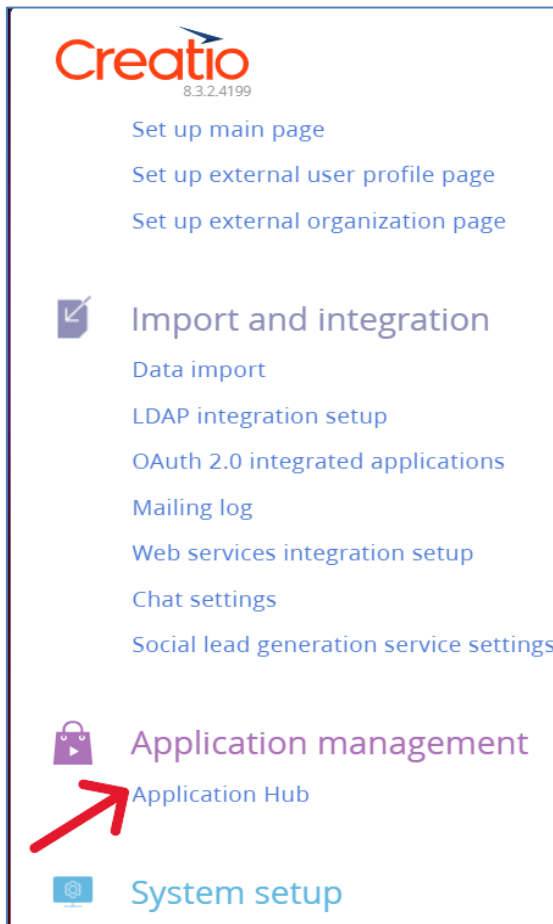 Creatio
8.3.2.4199
Set up main page
Set up external user profile page
Set up external organization page
Import and integration
Data import
LDAP integration setup
OAuth 2.0 integrated applications
Mailing log
Web services integration setup
Chat settings
Social lead generation service settings
Application management
Application Hub
System setup